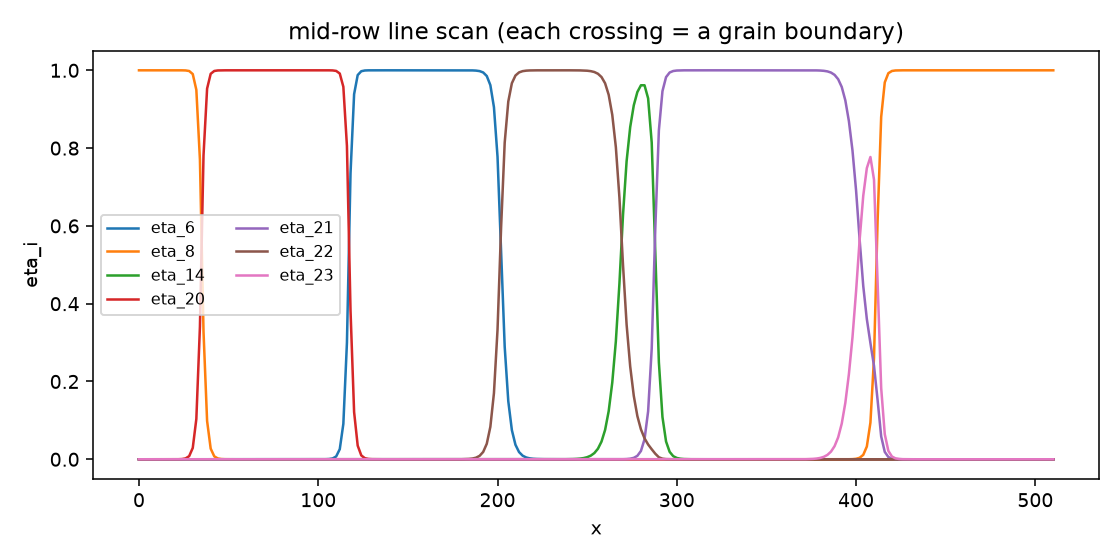 mid-row line scan (each crossing = a grain boundary)
1.0
0.8
0.6
0.4
0.2
0.0
eta_i
eta_6
eta_8
eta_14
eta_20
eta_21
eta_22
eta_23
0
100
200
300
400
500
x